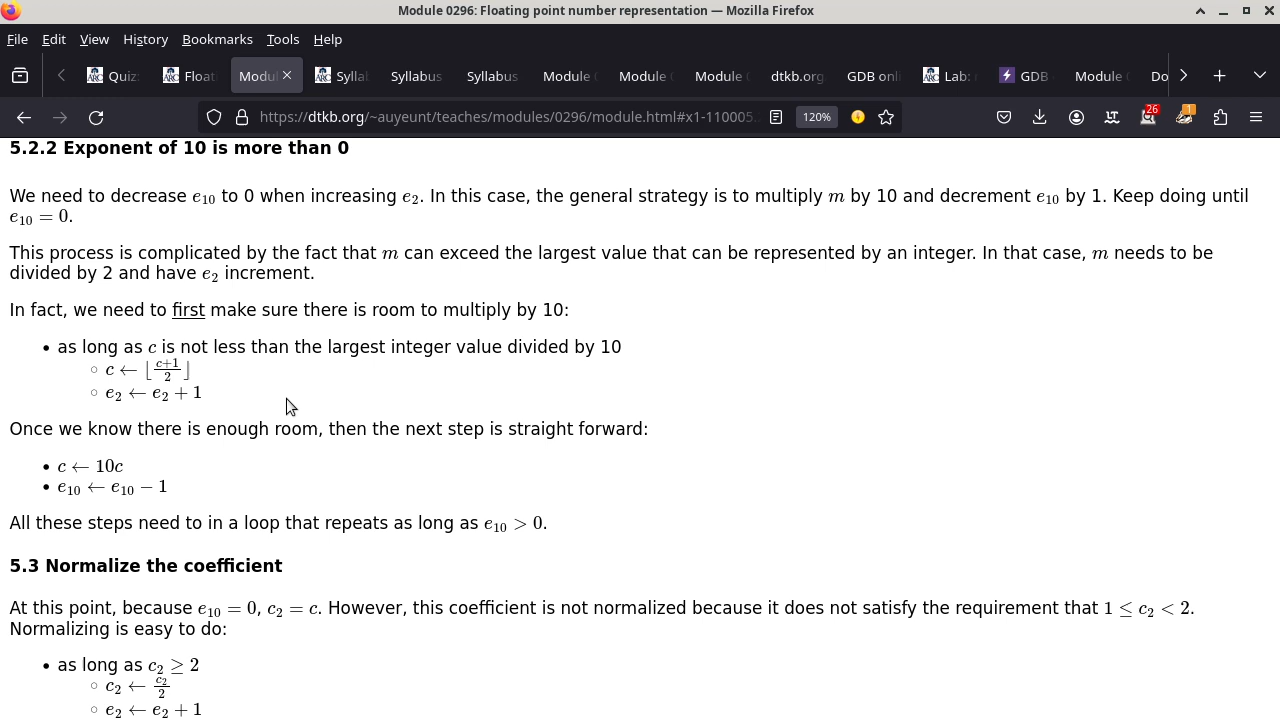 Module 0296: Floating point number representation — Mozilla Firefox
File Edit View History Bookmarks Tools Help
Quiz Float Modul Syllab Syllabus Syllabus Module Module Module dtkb.org GDB onli Lab: GDB Module Do
https://dtkb.org/~auyeunt/teaches/modules/0296/module.html#x1-110005 120% 26 1
5.2.2 Exponent of 10 is more than 0
We need to decrease e₁₀ to 0 when increasing e₂. In this case, the general strategy is to multiply m by 10 and decrement e₁₀ by 1. Keep doing until
e₁₀ = 0.
This process is complicated by the fact that m can exceed the largest value that can be represented by an integer. In that case, m needs to be
divided by 2 and have e₂ increment.
In fact, we need to first make sure there is room to multiply by 10:
• as long as c is not less than the largest integer value divided by 10
◦ c ← ⌊(c+1)/2⌋
◦ e₂ ← e₂ + 1
Once we know there is enough room, then the next step is straight forward:
• c ← 10c
• e₁₀ ← e₁₀ − 1
All these steps need to in a loop that repeats as long as e₁₀ > 0.
5.3 Normalize the coefficient
At this point, because e₁₀ = 0, c₂ = c. However, this coefficient is not normalized because it does not satisfy the requirement that 1 ≤ c₂ < 2.
Normalizing is easy to do:
• as long as c₂ ≥ 2
◦ c₂ ← c₂/2
◦ e₂ ← e₂ + 1